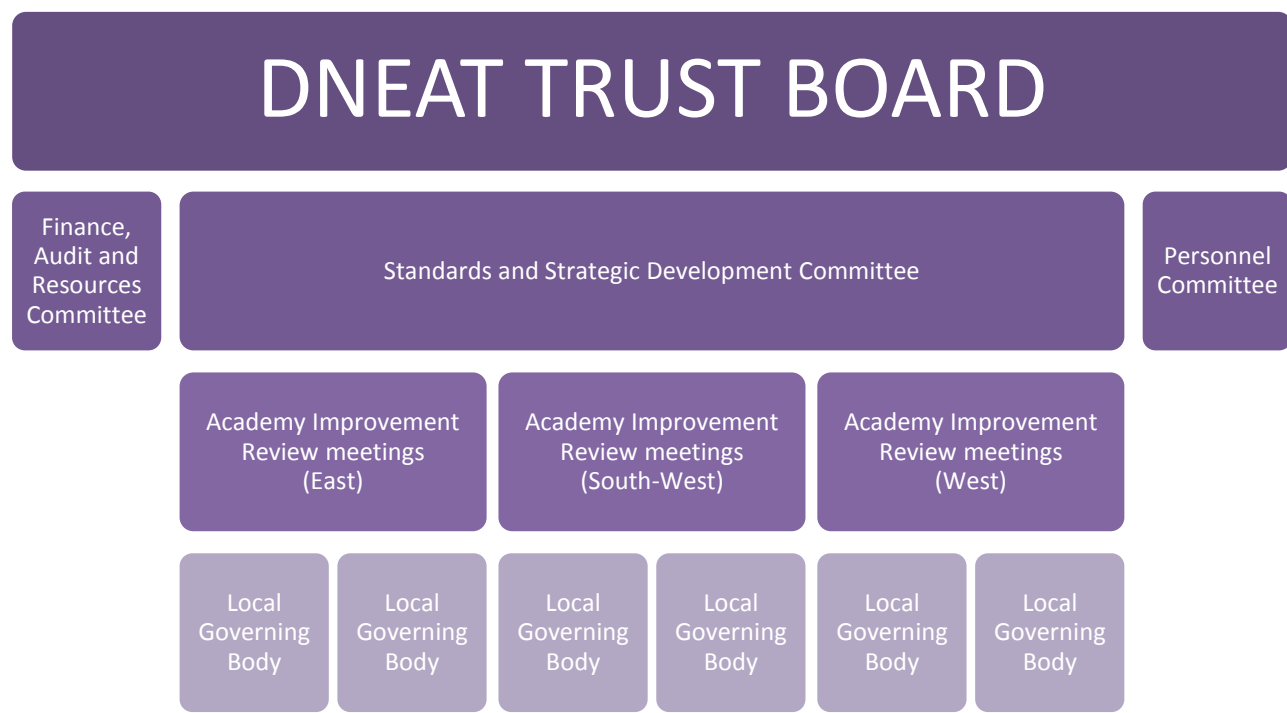 DNEAT TRUST BOARD
Finance,
Audit and
Resources
Committee
Standards and Strategic Development Committee
Personnel
Committee
Academy Improvement
Review meetings
(East)
Academy Improvement
Review meetings
(South-West)
Academy Improvement
Review meetings
(West)
Local
Governing
Body
Local
Governing
Body
Local
Governing
Body
Local
Governing
Body
Local
Governing
Body
Local
Governing
Body